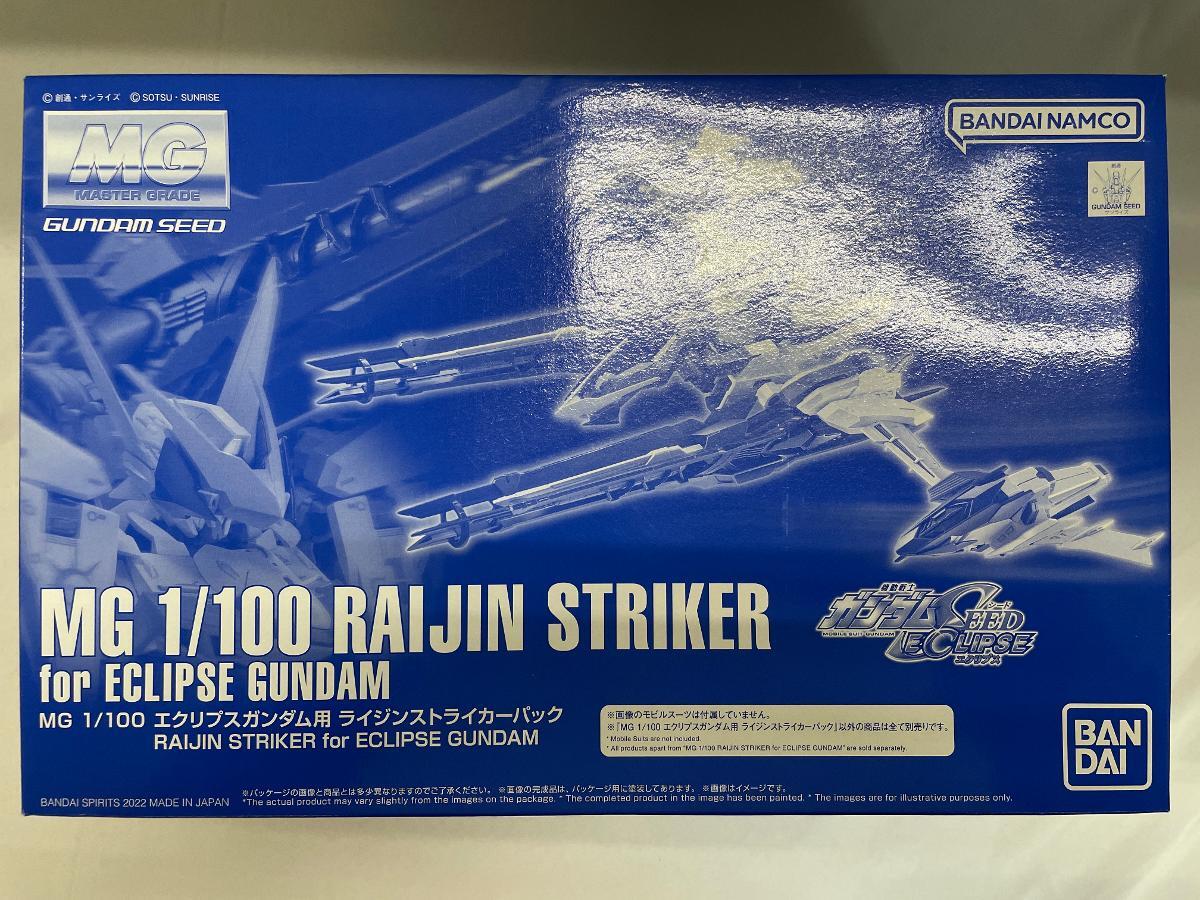 ©創通・サンライズ ©SOTSU・SUNRISE
MG
MASTER GRADE
GUNDAM SEED
BANDAI NAMCO
創通
GUNDAM SEED
サンライズ
MG 1/100 RAIJIN STRIKER
for ECLIPSE GUNDAM
MG 1/100 エクリプスガンダム用 ライジンストライカーパック
RAIJIN STRIKER for ECLIPSE GUNDAM
機動戦士
ガンダムSEED
シード
MOBILE SUIT GUNDAM
ECLIPSE
エクリプス
※画像のモビルスーツは付属していません。
※『MG 1/100 エクリプスガンダム用 ライジンストライカーパック』以外の商品は全て別売りです。
* Mobile Suits are not included.
* All products apart from "MG 1/100 RAIJIN STRIKER for ECLIPSE GUNDAM" are sold separately.
BAN
DAI
BANDAI SPIRITS 2022 MADE IN JAPAN
※パッケージの画像と商品とは多少異なりますのでご了承ください。 ※画像の完成品は、パッケージ用に塗装してあります。 ※画像はイメージです。
*The actual product may vary slightly from the images on the package. * The completed product in the image has been painted. * The images are for illustrative purposes only.